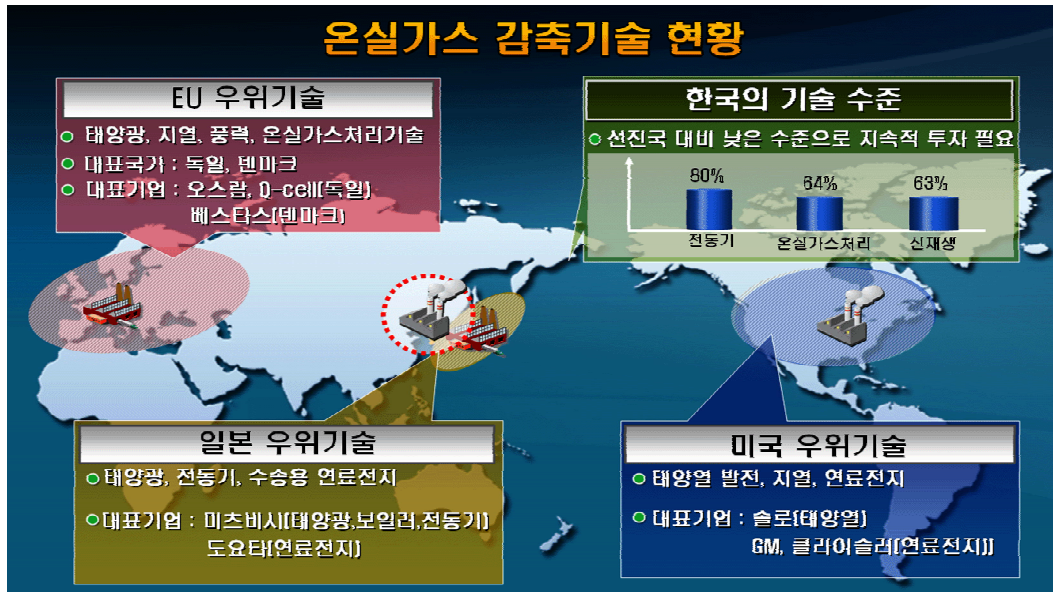 온실가스 감축기술 현황
EU 우위기술
태양광, 지열, 풍력, 온실가스처리기술
대표국가 : 독일, 덴마크
대표기업 : 오스람, Q-cell(독일)
베스타스(덴마크)
한국의 기술 수준
선진국 대비 낮은 수준으로 지속적 투자 필요
80%
64%
63%
전동기
온실가스처리
신재생
일본 우위기술
태양광, 전동기, 수송용 연료전지
대표기업 : 미츠비시(태양광,보일러,전동기)
도요타(연료전지)
미국 우위기술
태양열 발전, 지열, 연료전지
대표기업 : 솔로(태양열)
GM, 클라이슬러(연료전지))